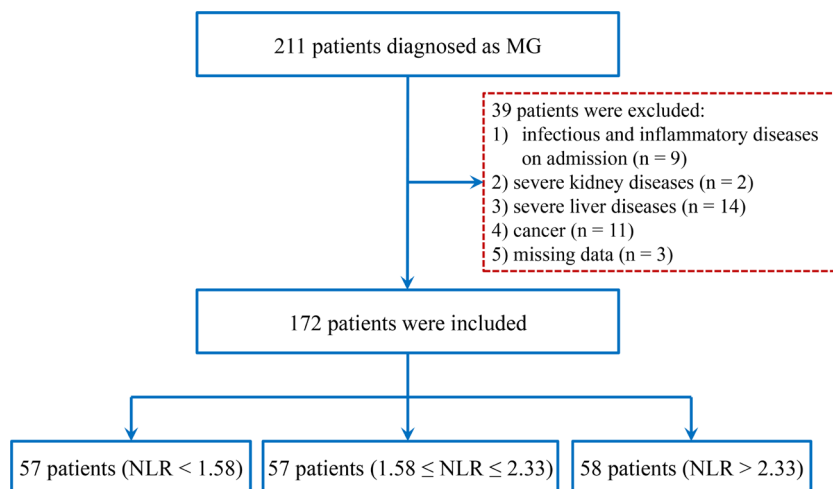 211 patients diagnosed as MG
39 patients were excluded:
1) infectious and inflammatory diseases
on admission (n = 9)
2) severe kidney diseases (n = 2)
3) severe liver diseases (n = 14)
4) cancer (n = 11)
5) missing data (n = 3)
172 patients were included
57 patients (NLR < 1.58)
57 patients (1.58 ≤ NLR ≤ 2.33)
58 patients (NLR > 2.33)